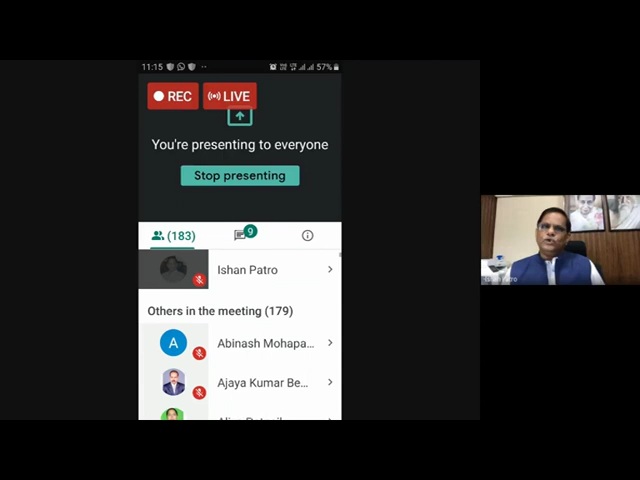 11:15
57%
REC
LIVE
You're presenting to everyone
Stop presenting
(183)
9
Ishan Patro
Others in the meeting (179)
A
Abinash Mohapa...
Ajaya Kumar Be...